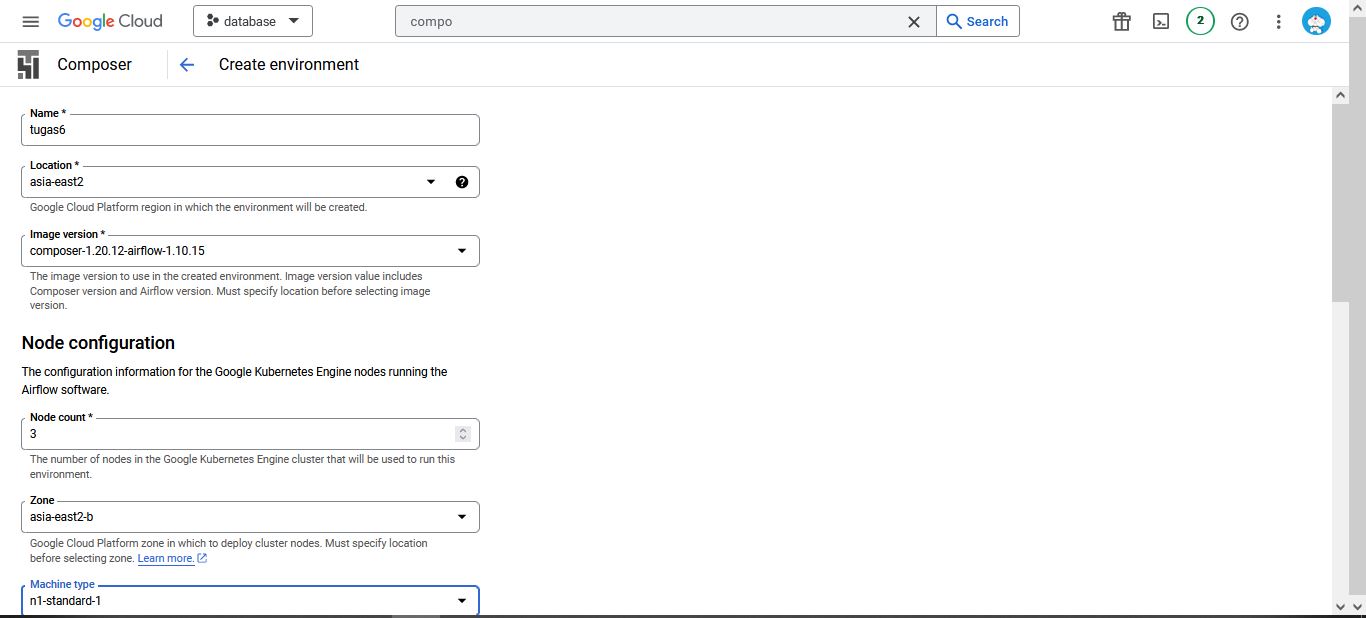 Google Cloud
database
compo
Search
2
Composer
Create environment
Name *
tugas6
Location *
asia-east2
Google Cloud Platform region in which the environment will be created.
Image version *
composer-1.20.12-airflow-1.10.15
The image version to use in the created environment. Image version value includes
Composer version and Airflow version. Must specify location before selecting image
version.
Node configuration
The configuration information for the Google Kubernetes Engine nodes running the
Airflow software.
Node count *
3
The number of nodes in the Google Kubernetes Engine cluster that will be used to run this
environment.
Zone
asia-east2-b
Google Cloud Platform zone in which to deploy cluster nodes. Must specify location
before selecting zone. Learn more.
Machine type
n1-standard-1